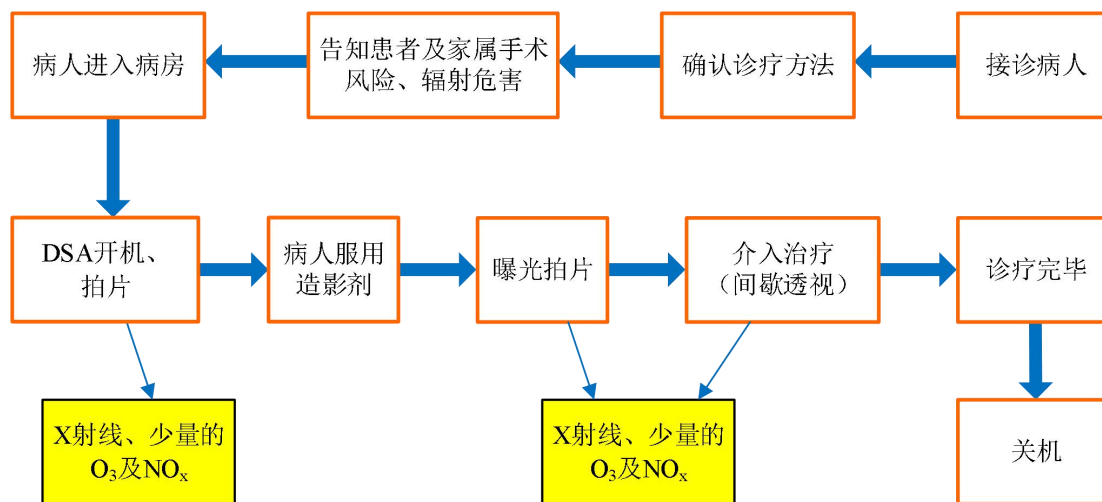 病人进入病房
告知患者及家属手术
风险、辐射危害
确认诊疗方法
接诊病人
DSA开机、
拍片
病人服用
造影剂
曝光拍片
介入治疗
（间歇透视）
诊疗完毕
X射线、少量的
O₃及NOₓ
X射线、少量的
O₃及NOₓ
关机